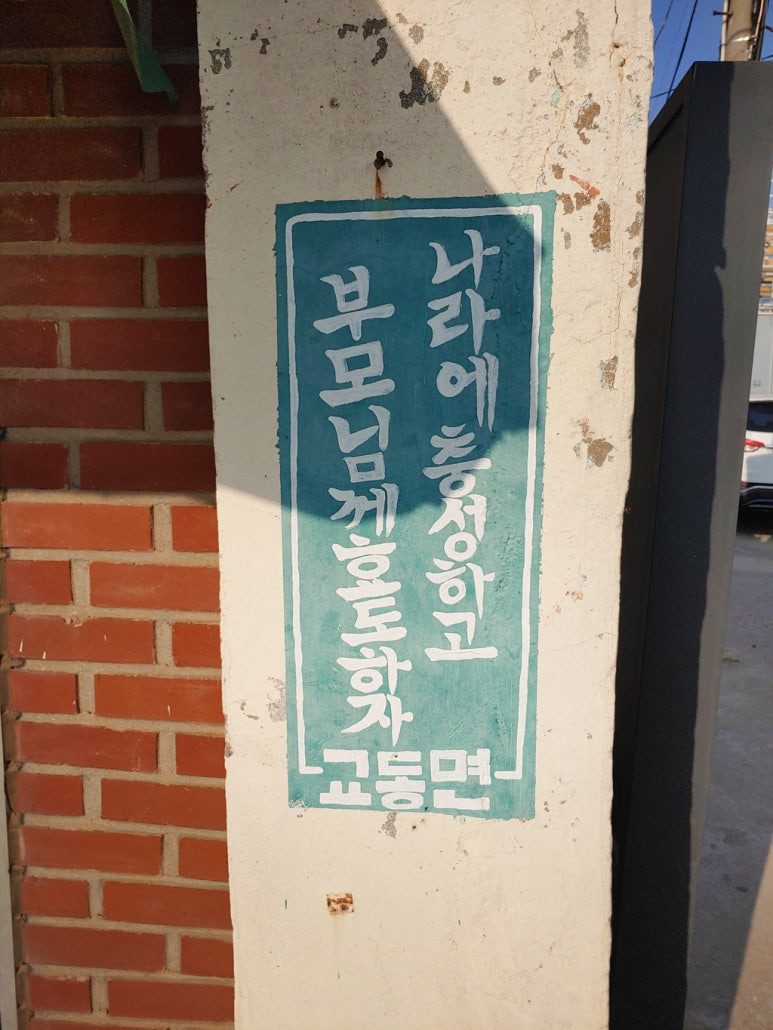 나라에 충성하고
부모님께 효도하자
교동면